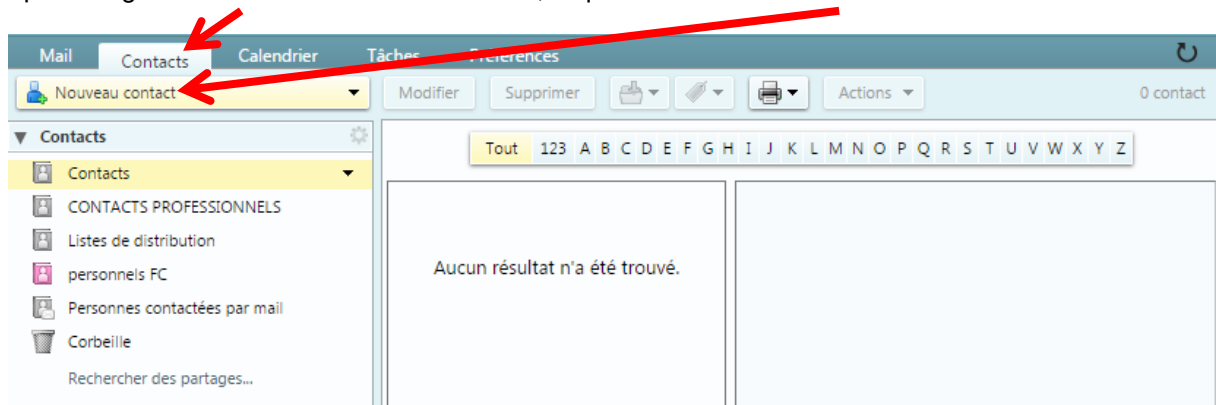 Mail Contacts Calendrier Tâches Préférences
Nouveau contact Modifier Supprimer Actions 0 contact
Contacts
Tout 123 A B C D E F G H I J K L M N O P Q R S T U V W X Y Z
Contacts
CONTACTS PROFESSIONNELS
Listes de distribution
personnels FC
Aucun résultat n'a été trouvé.
Personnes contactées par mail
Corbeille
Rechercher des partages...